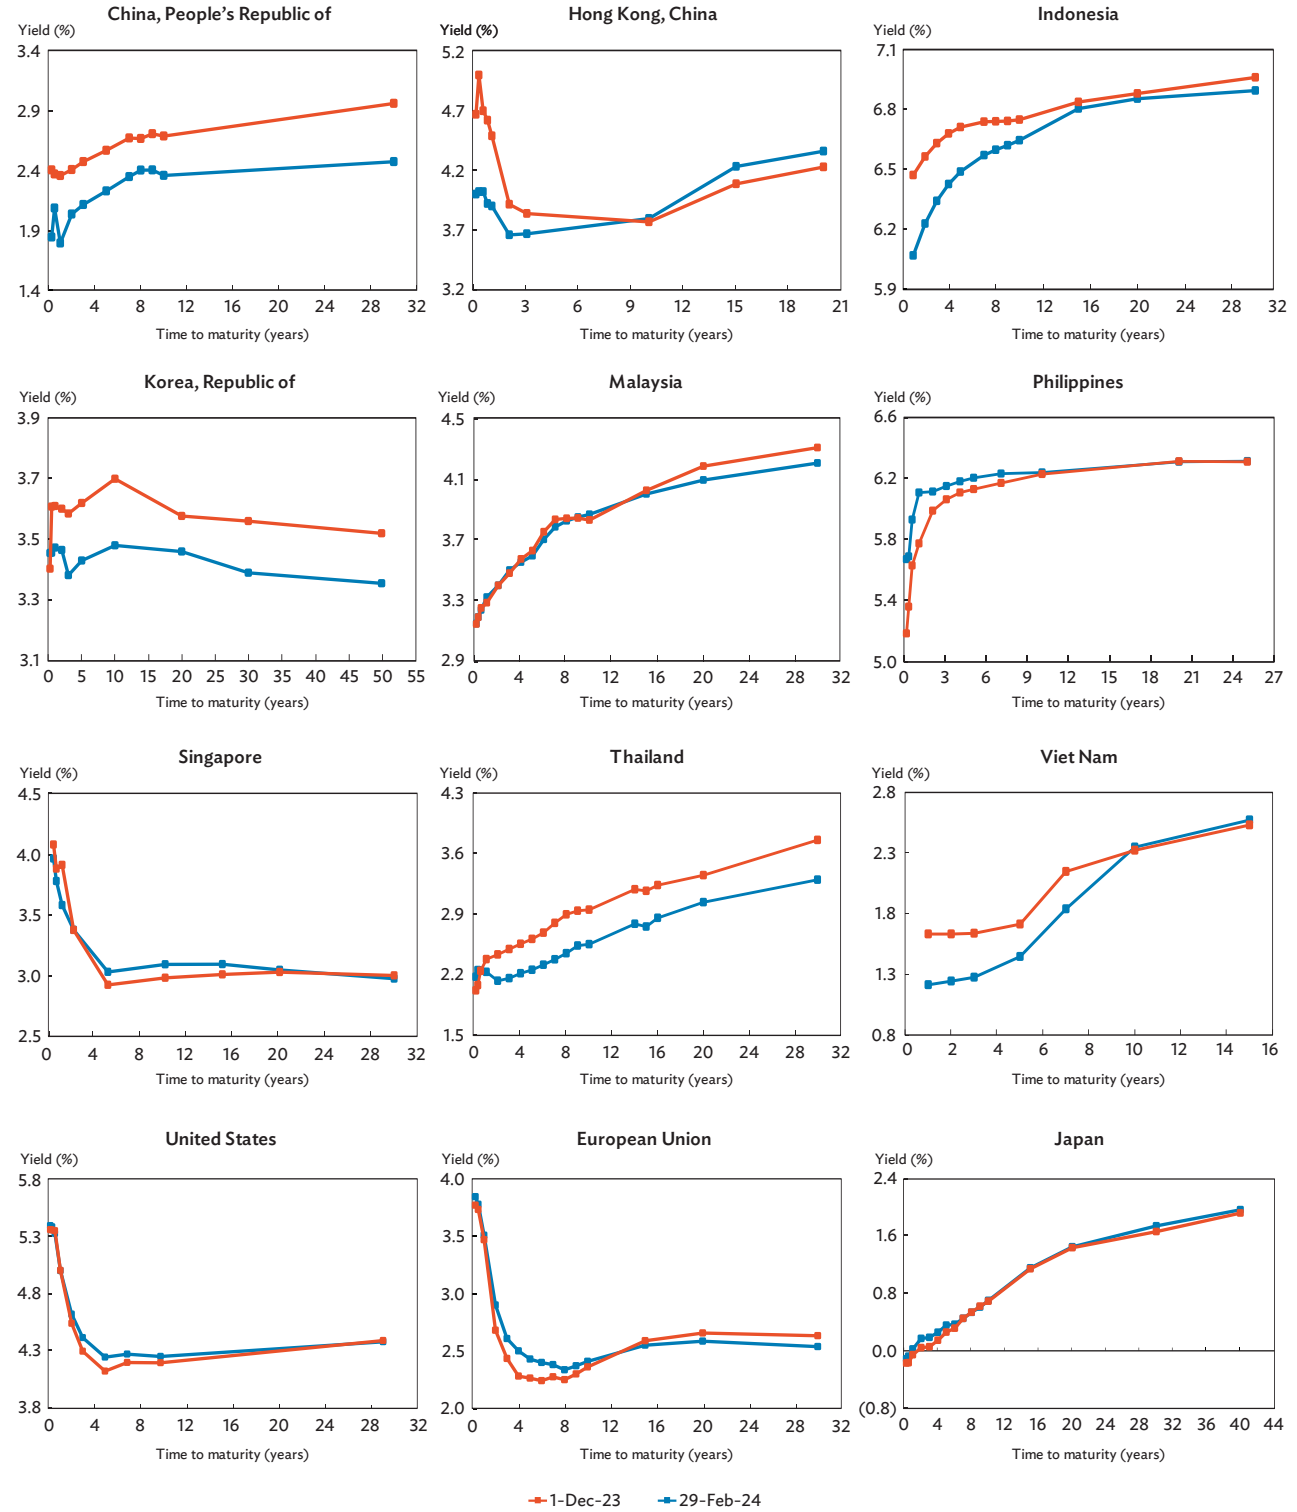 China, People's Republic of
Yield (%)
3.4
2.9
2.4
1.9
1.4
0 4 8 12 16 20 24 28 32
Time to maturity (years)
Hong Kong, China
Yield (%)
5.2
4.7
4.2
3.7
3.2
0 3 6 9 12 15 18 21
Time to maturity (years)
Indonesia
Yield (%)
7.1
6.8
6.5
6.2
5.9
0 4 8 12 16 20 24 28 32
Time to maturity (years)
Korea, Republic of
Yield (%)
3.9
3.7
3.5
3.3
3.1
0 5 10 15 20 25 30 35 40 45 50 55
Time to maturity (years)
Malaysia
Yield (%)
4.5
4.1
3.7
3.3
2.9
0 4 8 12 16 20 24 28 32
Time to maturity (years)
Philippines
Yield (%)
6.6
6.2
5.8
5.4
5.0
0 3 6 9 12 15 18 21 24 27
Time to maturity (years)
Singapore
Yield (%)
4.5
4.0
3.5
3.0
2.5
0 4 8 12 16 20 24 28 32
Time to maturity (years)
Thailand
Yield (%)
4.3
3.6
2.9
2.2
1.5
0 4 8 12 16 20 24 28 32
Time to maturity (years)
Viet Nam
Yield (%)
2.8
2.3
1.8
1.3
0.8
0 2 4 6 8 10 12 14 16
Time to maturity (years)
United States
Yield (%)
5.8
5.3
4.8
4.3
3.8
0 4 8 12 16 20 24 28 32
Time to maturity (years)
European Union
Yield (%)
4.0
3.5
3.0
2.5
2.0
0 4 8 12 16 20 24 28 32
Time to maturity (years)
Japan
Yield (%)
2.4
1.6
0.8
0.0
(0.8)
0 4 8 12 16 20 24 28 32 36 40 44
Time to maturity (years)
1-Dec-23 29-Feb-24